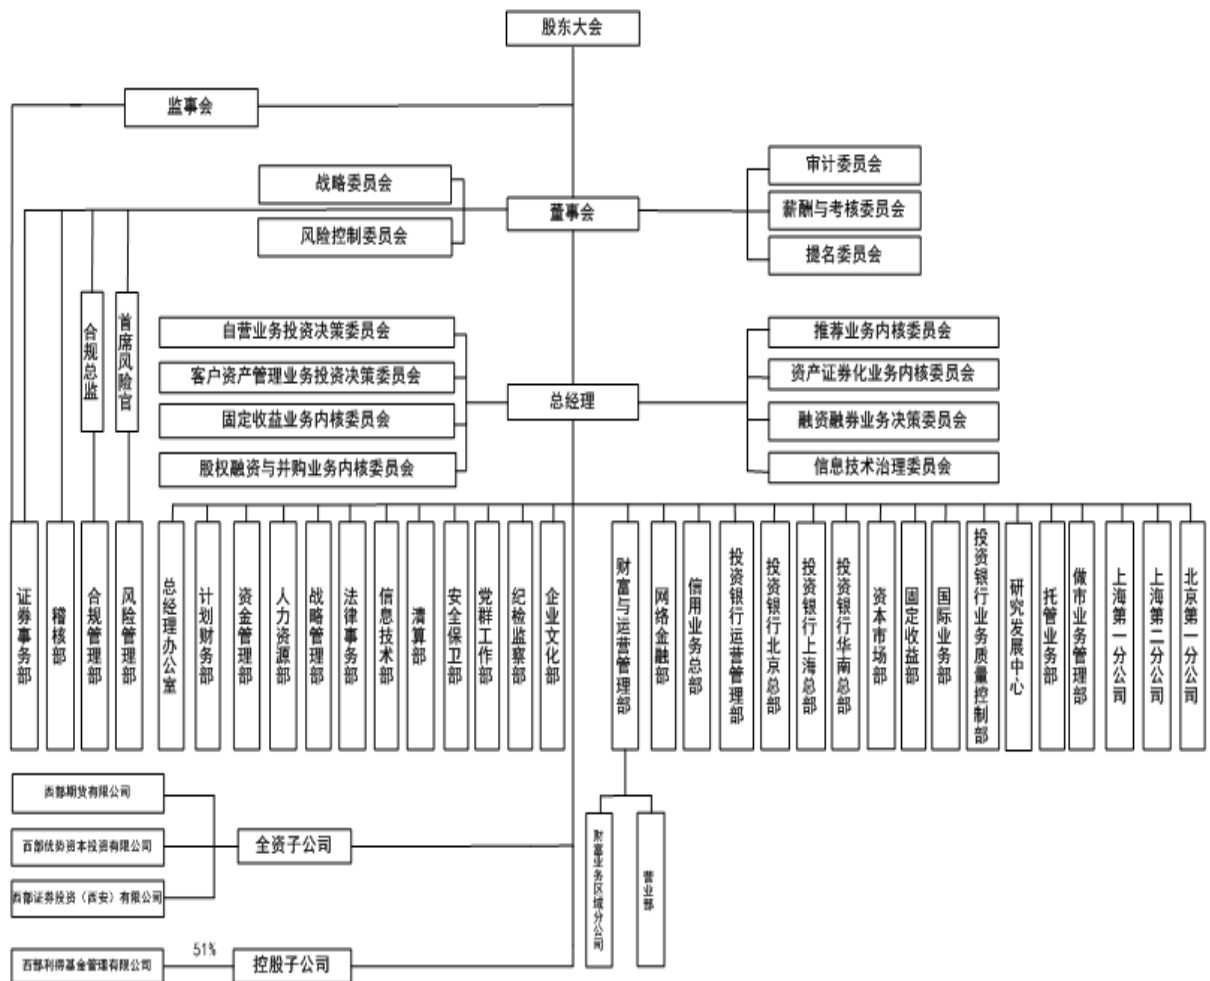 股东大会
监事会
战略委员会
风险控制委员会
董事会
审计委员会
薪酬与考核委员会
提名委员会
合规总监
首席风险官
自营业务投资决策委员会
客户资产管理业务投资决策委员会
固定收益业务内核委员会
股权融资与并购业务内核委员会
总经理
推荐业务内核委员会
资产证券化业务内核委员会
融资融券业务决策委员会
信息技术治理委员会
证券事务部
稽核部
合规管理部
风险管理部
总经理办公室
计划财务部
资金管理部
人力资源部
战略管理部
法律事务部
信息技术部
清算部
安全保卫部
党群工作部
纪检监察部
企业文化部
财富与运营管理部
网络金融部
信用业务总部
投资银行运营管理部
投资银行北京总部
投资银行上海总部
投资银行华南总部
资本市场部
固定收益部
国际业务部
投资银行业务质量控制部
研究发展中心
托管业务部
做市业务管理部
上海第一分公司
上海第二分公司
北京第一分公司
西部期货有限公司
西部优势资本投资有限公司
西部证券投资（西安）有限公司
全资子公司
财富业务区域分公司
营业部
西部利得基金管理有限公司
51%
控股子公司